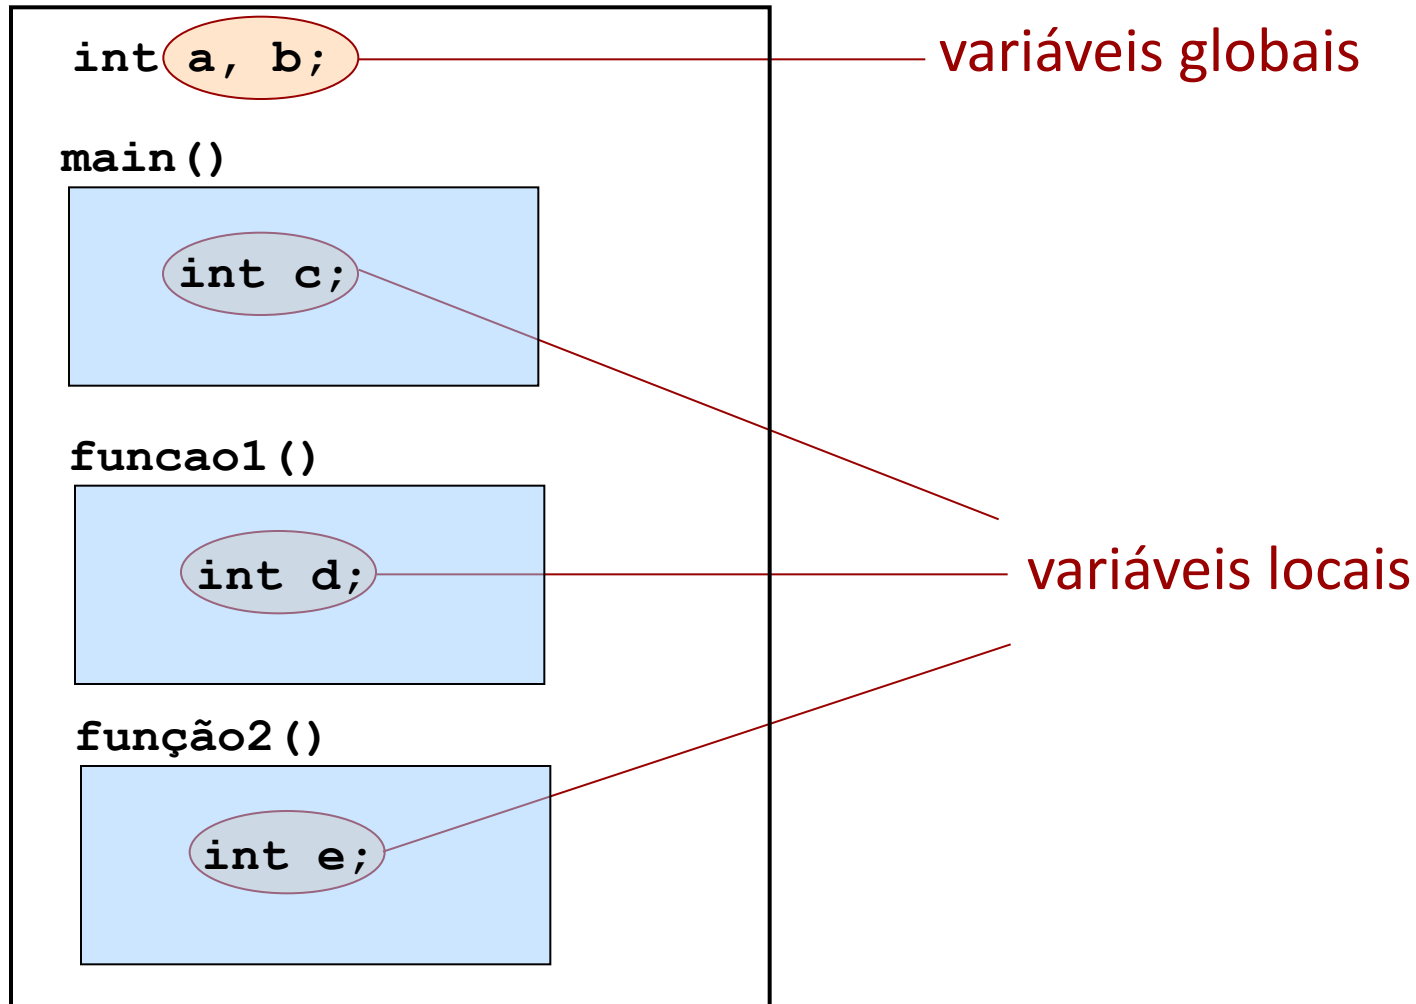 int a, b;
variáveis globais
main()
int c;
funcao1()
int d;
variáveis locais
função2()
int e;